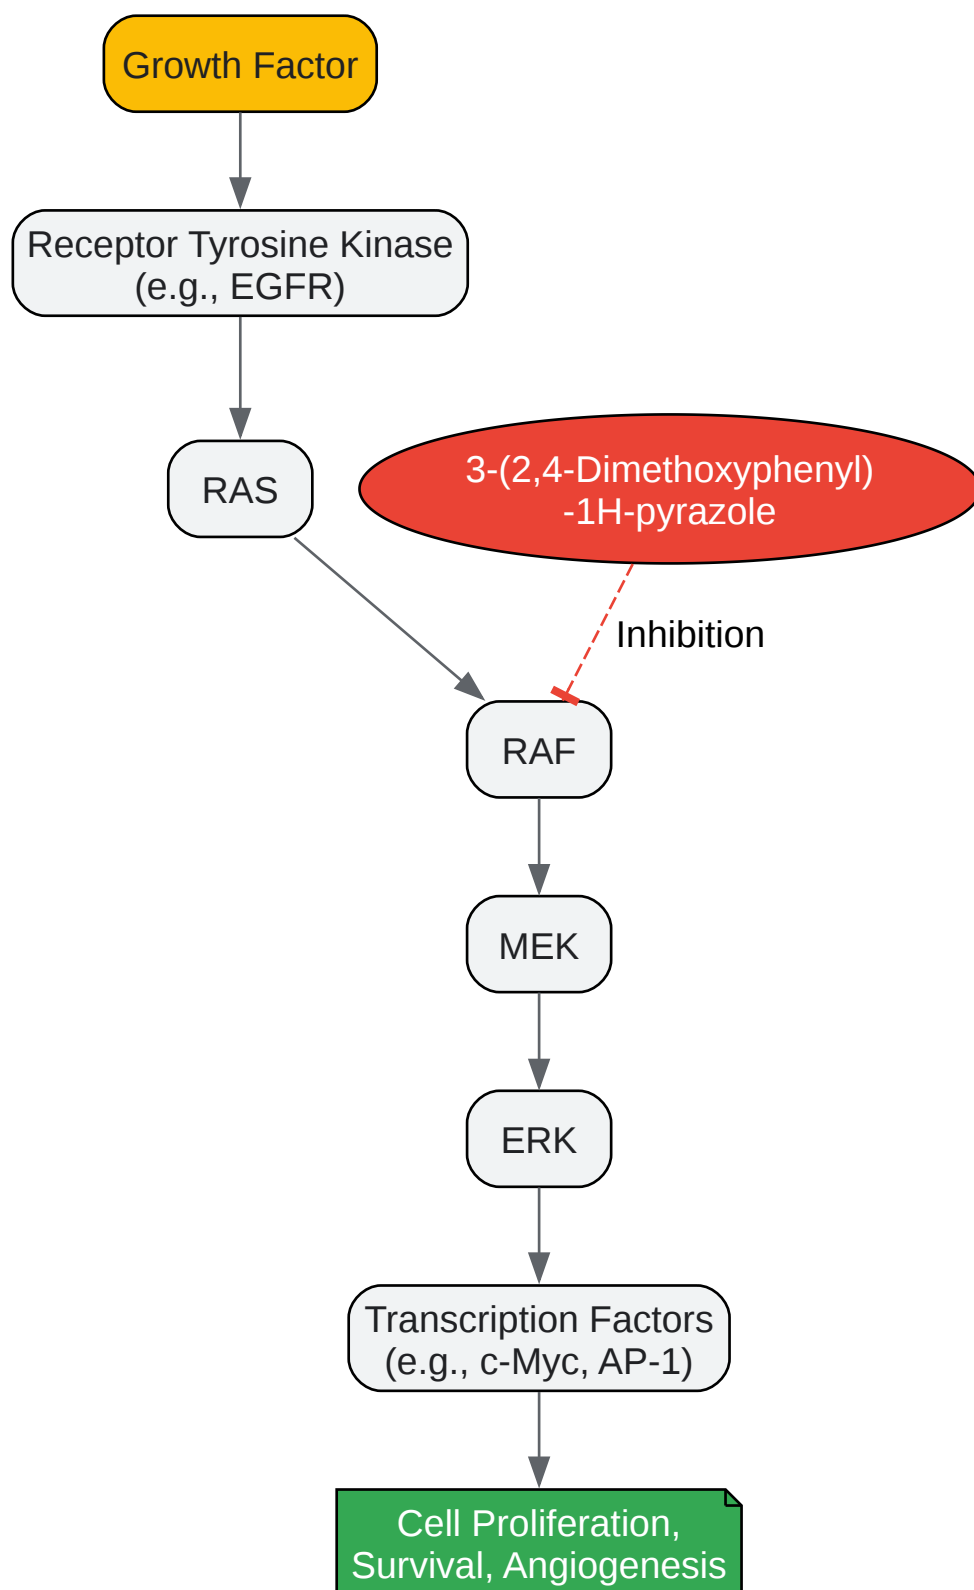 Growth Factor
Receptor Tyrosine Kinase
(e.g., EGFR)
RAS
3-(2,4-Dimethoxyphenyl)
-1H-pyrazole
Inhibition
RAF
MEK
ERK
Transcription Factors
(e.g., c-Myc, AP-1)
Cell Proliferation,
Survival, Angiogenesis